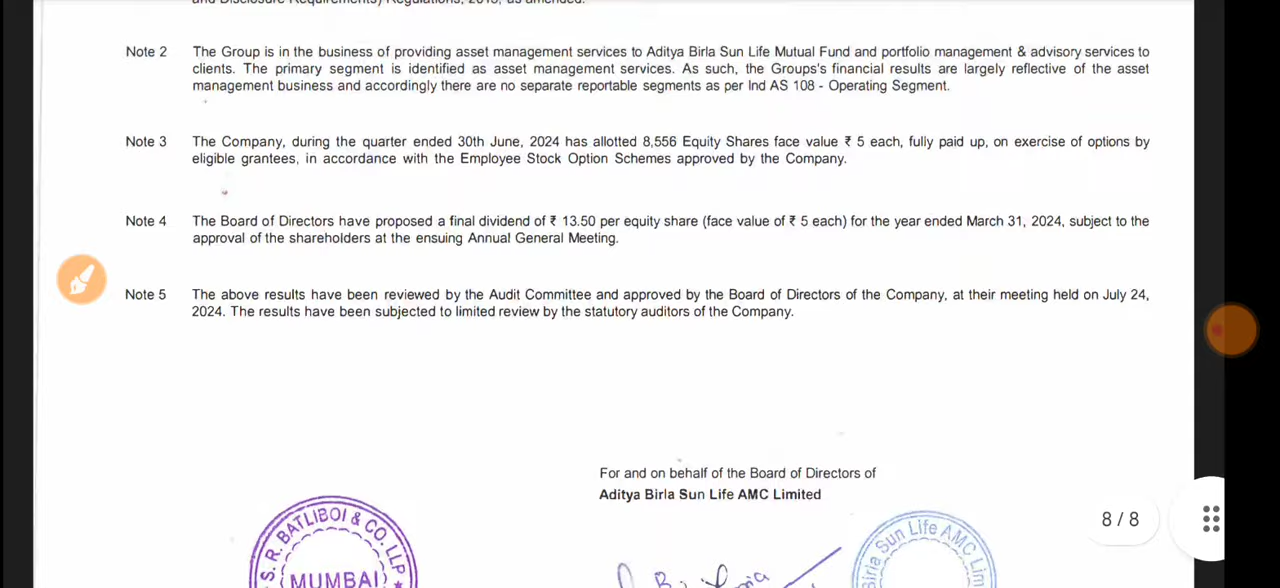 and Disclosure Requirements) Regulations, 2015, as amended.
Note 2 The Group is in the business of providing asset management services to Aditya Birla Sun Life Mutual Fund and portfolio management & advisory services to
clients. The primary segment is identified as asset management services. As such, the Groups's financial results are largely reflective of the asset
management business and accordingly there are no separate reportable segments as per Ind AS 108 - Operating Segment.
Note 3 The Company, during the quarter ended 30th June, 2024 has allotted 8,556 Equity Shares face value ₹ 5 each, fully paid up, on exercise of options by
eligible grantees, in accordance with the Employee Stock Option Schemes approved by the Company.
Note 4 The Board of Directors have proposed a final dividend of ₹ 13.50 per equity share (face value of ₹ 5 each) for the year ended March 31, 2024, subject to the
approval of the shareholders at the ensuing Annual General Meeting.
Note 5 The above results have been reviewed by the Audit Committee and approved by the Board of Directors of the Company, at their meeting held on July 24,
2024. The results have been subjected to limited review by the statutory auditors of the Company.
For and on behalf of the Board of Directors of
Aditya Birla Sun Life AMC Limited
8 / 8
S. R. BATLIBOI & CO. LLP
MUMBAI
Birla Sun Life AMC